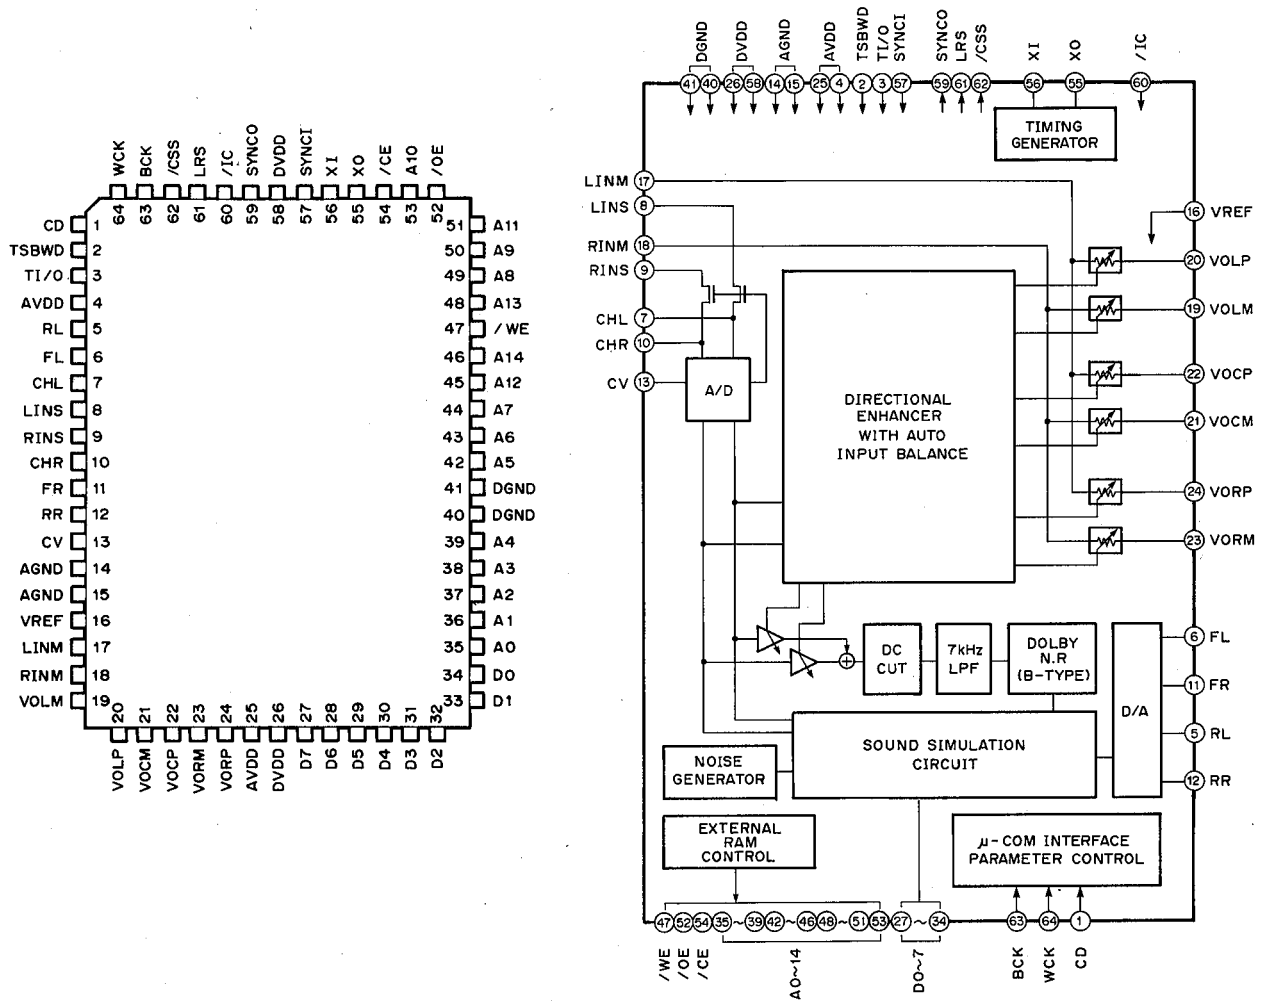 WCK BCK /CSS LRS /IC SYNCO DVDD SYNCI XI XO /CE A10 /OE
64 63 62 61 60 59 58 57 56 55 54 53 52
CD 1
TSBWD 2
TI/O 3
AVDD 4
RL 5
FL 6
CHL 7
LINS 8
RINS 9
CHR 10
FR 11
RR 12
CV 13
AGND 14
AGND 15
VREF 16
LINM 17
RINM 18
VOLM 19
51 A11
50 A9
49 A8
48 A13
47 /WE
46 A14
45 A12
44 A7
43 A6
42 A5
41 DGND
40 DGND
39 A4
38 A3
37 A2
36 A1
35 A0
34 D0
33 D1
20 21 22 23 24 25 26 27 28 29 30 31 32
VOLP VOCM VOCP VORM VORP AVDD DVDD D7 D6 D5 D4 D3 D2
DGND DVDD AGND AVDD TSBWD TI/O SYNCI SYNCO LRS /CSS XI XO /IC
41 40 26 58 14 15 25 4 2 3 57 59 61 62 56 55 60
TIMING
GENERATOR
LINM 17
LINS 8
RINM 18
RINS 9
CHL 7
CHR 10
CV 13
A/D
DIRECTIONAL
ENHANCER
WITH AUTO
INPUT BALANCE
16 VREF
20 VOLP
19 VOLM
22 VOCP
21 VOCM
24 VORP
23 VORM
DC
CUT
7kHz
LPF
DOLBY
N.R
(B-TYPE)
D/A
6 FL
11 FR
5 RL
12 RR
SOUND SIMULATION
CIRCUIT
NOISE
GENERATOR
EXTERNAL
RAM
CONTROL
μ-COM INTERFACE
PARAMETER CONTROL
47 52 54 35 ~ 39 42 ~ 46 48 ~ 51 53 27 ~ 34 63 64 1
/WE /OE /CE A0~14 D0~7 BCK WCK CD